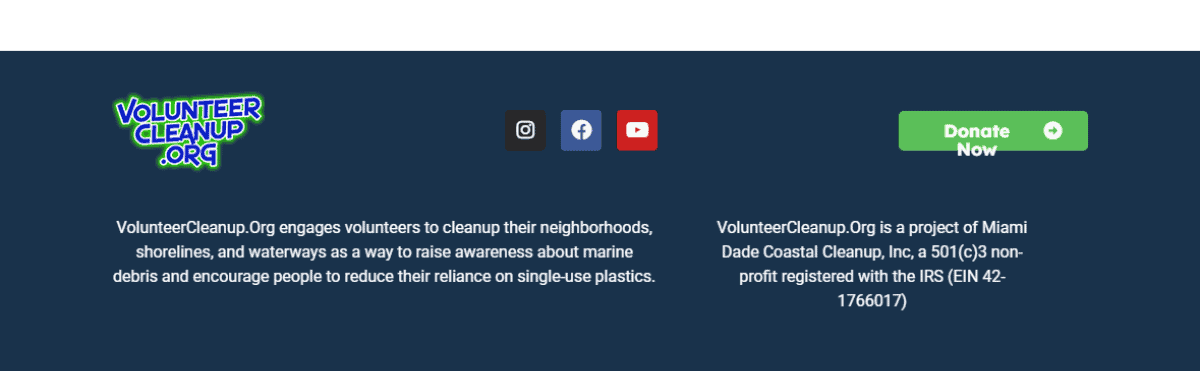 VOLUNTEER
CLEANUP
.ORG
Donate
Now
VolunteerCleanup.Org engages volunteers to cleanup their neighborhoods,
shorelines, and waterways as a way to raise awareness about marine
debris and encourage people to reduce their reliance on single-use plastics.
VolunteerCleanup.Org is a project of Miami
Dade Coastal Cleanup, Inc, a 501(c)3 non-
profit registered with the IRS (EIN 42-
1766017)